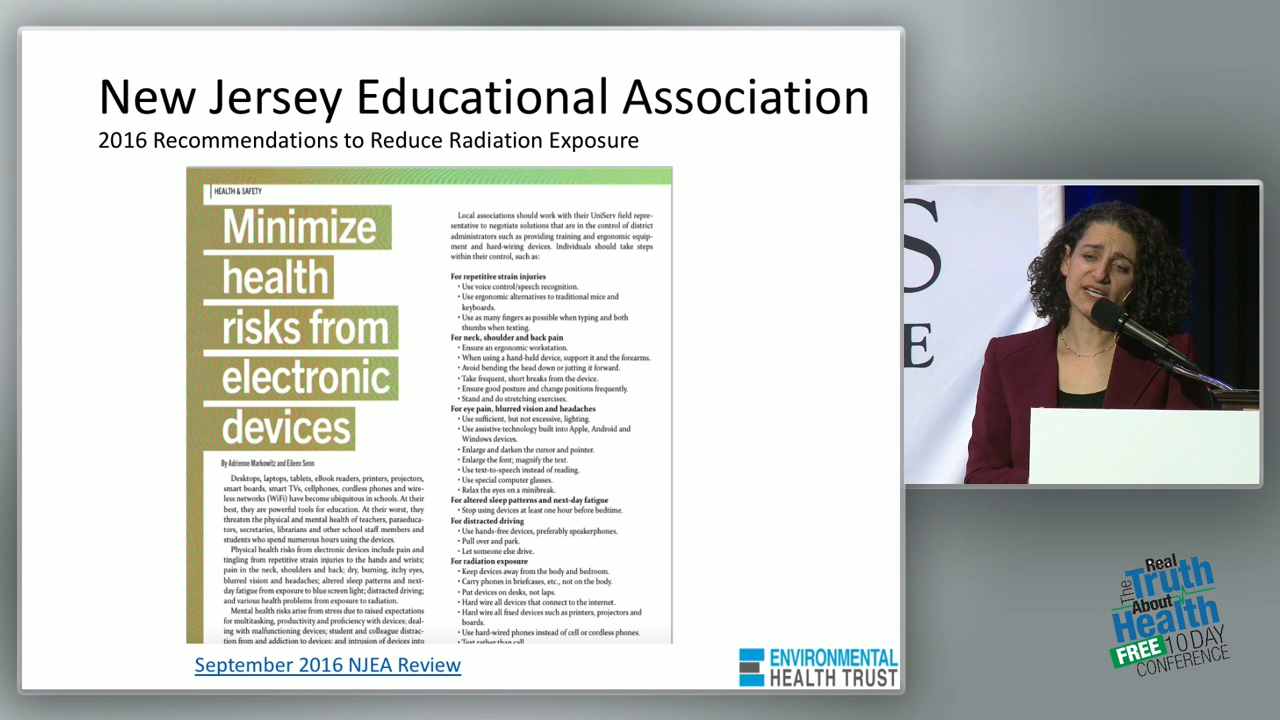 New Jersey Educational Association
2016 Recommendations to Reduce Radiation Exposure
HEALTH & SAFETY
Minimize
health
risks from
electronic
devices
By Adrienne Markowitz and Eileen Senn
Desktops, laptops, tablets, eBook readers, printers, projectors,
smart boards, smart TVs, cellphones, cordless phones and wire-
less networks (WiFi) have become ubiquitous in schools. At their
best, they are powerful tools for education. At their worst, they
threaten the physical and mental health of teachers, paraeduca-
tors, secretaries, librarians and other school staff members and
students who spend numerous hours using the devices.
Physical health risks from electronic devices include pain and
tingling from repetitive strain injuries to the hands and wrists;
pain in the neck, shoulders and back; dry, burning, itchy eyes,
blurred vision and headaches; altered sleep patterns and next-
day fatigue from exposure to blue screen light; distracted driving;
and various health problems from exposure to radiation.
Mental health risks arise from stress due to raised expectations
for multitasking, productivity and proficiency with devices; deal-
ing with malfunctioning devices; student and colleague distrac-
tion from and addiction to devices; and intrusion of devices into
Local associations should work with their UniServ field repre-
sentative to negotiate solutions that are in the control of district
administrators such as providing training and ergonomic equip-
ment and hard-wiring devices. Individuals should take steps
within their control, such as:
For repetitive strain injuries
• Use voice control/speech recognition.
• Use ergonomic alternatives to traditional mice and
keyboards.
• Use as many fingers as possible when typing and both
thumbs when texting.
For neck, shoulder and back pain
• Ensure an ergonomic workstation.
• When using a hand-held device, support it and the forearms.
• Avoid bending the head down or jutting it forward.
• Take frequent, short breaks from the device.
• Ensure good posture and change positions frequently.
• Stand and do stretching exercises.
For eye pain, blurred vision and headaches
• Use sufficient, but not excessive, lighting.
• Use assistive technology built into Apple, Android and
Windows devices.
• Enlarge and darken the cursor and pointer.
• Enlarge the font; magnify the text.
• Use text-to-speech instead of reading.
• Use special computer glasses.
• Relax the eyes on a minibreak.
For altered sleep patterns and next-day fatigue
• Stop using devices at least one hour before bedtime.
For distracted driving
• Use hands-free devices, preferably speakerphones.
• Pull over and park.
• Let someone else drive.
For radiation exposure
• Keep devices away from the body and bedroom.
• Carry phones in briefcases, etc., not on the body.
• Put devices on desks, not laps.
• Hard wire all devices that connect to the internet.
• Hard wire all fixed devices such as printers, projectors and
boards.
• Use hard-wired phones instead of cell or cordless phones.
• Text rather than call.
September 2016 NJEA Review
ENVIRONMENTAL
HEALTH TRUST
S
E
The Real
Truth
About
Health
FREE TODAY
CONFERENCE